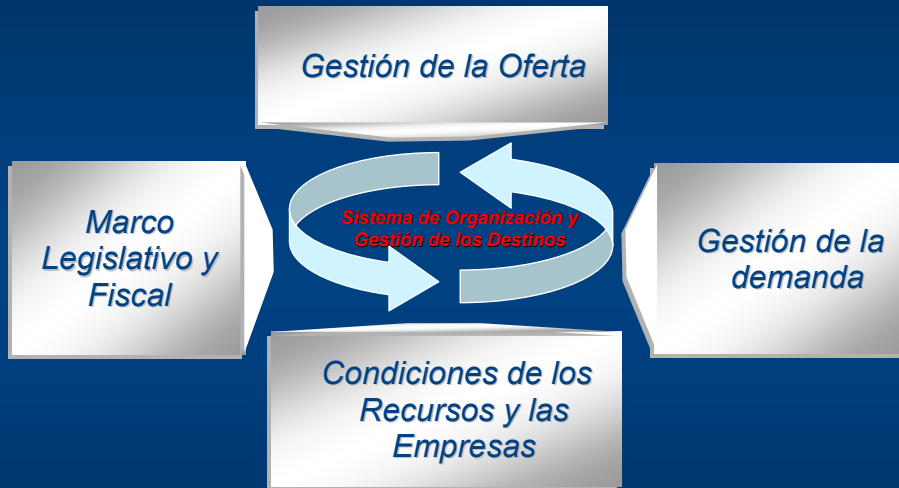 Gestión de la Oferta
Marco
Legislativo y
Fiscal
Sistema de Organización y
Gestión de los Destinos
Gestión de la
demanda
Condiciones de los
Recursos y las
Empresas